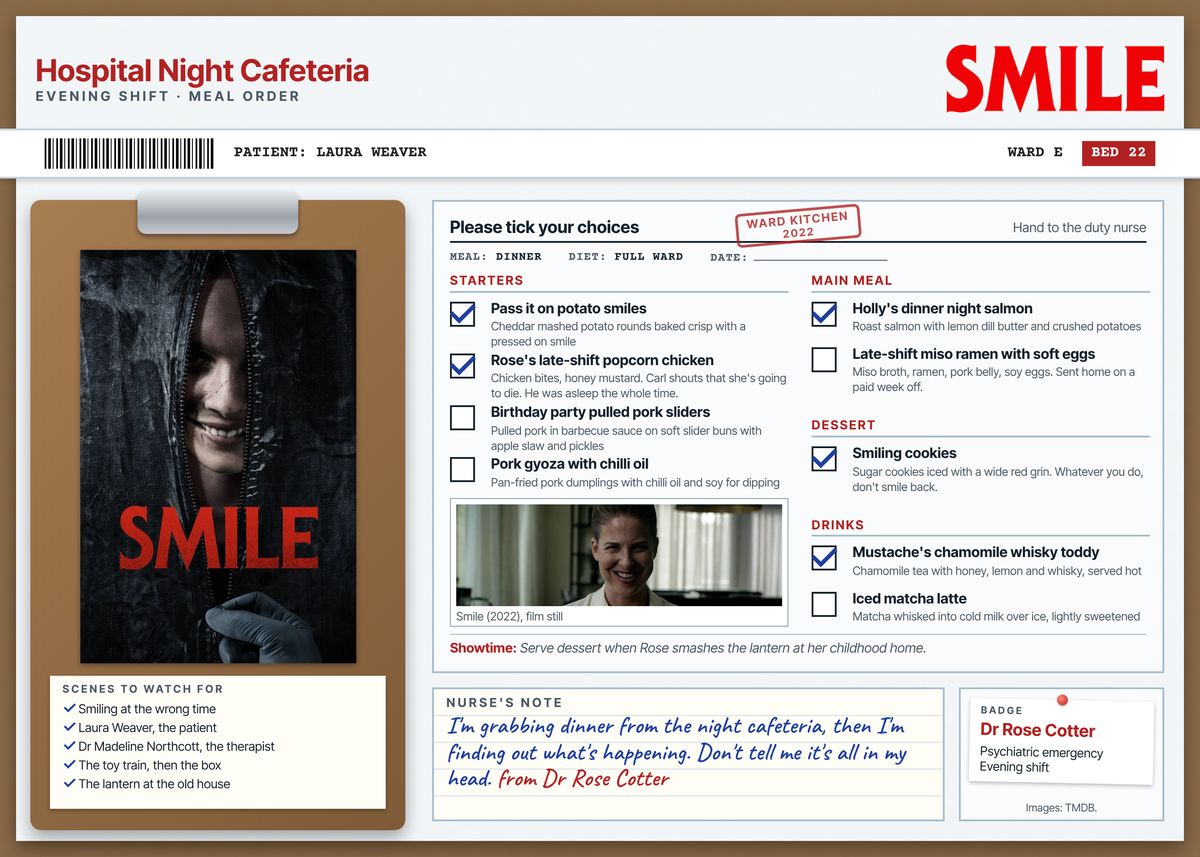 Hospital Night Cafeteria
EVENING SHIFT · MEAL ORDER
SMILE
PATIENT: LAURA WEAVER
WARD E
BED 22
SMILE
SCENES TO WATCH FOR
Smiling at the wrong time
Laura Weaver, the patient
Dr Madeline Northcott, the therapist
The toy train, then the box
The lantern at the old house
Please tick your choices
WARD KITCHEN
2022
Hand to the duty nurse
MEAL: DINNER
DIET: FULL WARD
DATE:
STARTERS
Pass it on potato smiles
Cheddar mashed potato rounds baked crisp with a
pressed on smile
Rose's late-shift popcorn chicken
Chicken bites, honey mustard. Carl shouts that she's going
to die. He was asleep the whole time.
Birthday party pulled pork sliders
Pulled pork in barbecue sauce on soft slider buns with
apple slaw and pickles
Pork gyoza with chilli oil
Pan-fried pork dumplings with chilli oil and soy for dipping
Smile (2022), film still
MAIN MEAL
Holly's dinner night salmon
Roast salmon with lemon dill butter and crushed potatoes
Late-shift miso ramen with soft eggs
Miso broth, ramen, pork belly, soy eggs. Sent home on a
paid week off.
DESSERT
Smiling cookies
Sugar cookies iced with a wide red grin. Whatever you do,
don't smile back.
DRINKS
Mustache's chamomile whisky toddy
Chamomile tea with honey, lemon and whisky, served hot
Iced matcha latte
Matcha whisked into cold milk over ice, lightly sweetened
Showtime: Serve dessert when Rose smashes the lantern at her childhood home.
NURSE'S NOTE
I'm grabbing dinner from the night cafeteria, then I'm
finding out what's happening. Don't tell me it's all in my
head. from Dr Rose Cotter
BADGE
Dr Rose Cotter
Psychiatric emergency
Evening shift
Images: TMDB.